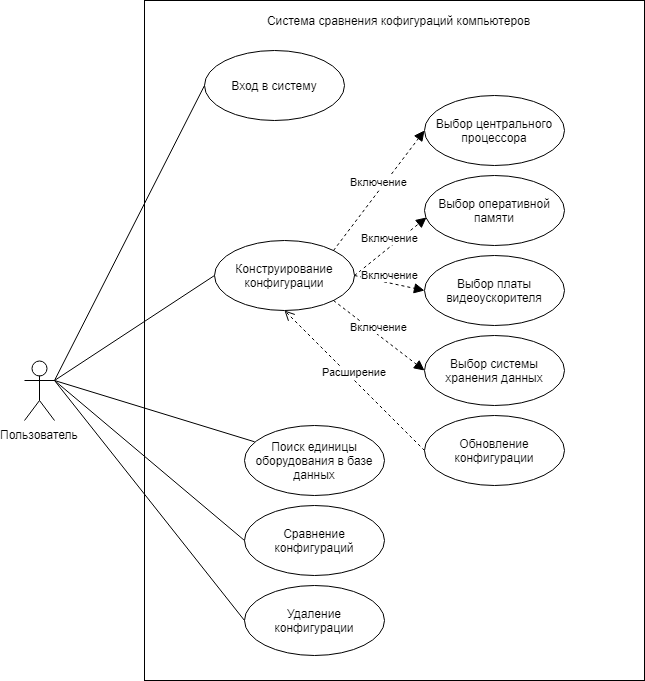 Система сравнения кофигураций компьютеров
Вход в систему
Выбор центрального
процессора
Включение
Выбор оперативной
памяти
Включение
Конструирование
конфигурации
Включение
Выбор платы
видеоускорителя
Включение
Выбор системы
хранения данных
Расширение
Обновление
конфигурации
Пользователь
Поиск единицы
оборудования в базе
данных
Сравнение
конфигураций
Удаление
конфигурации